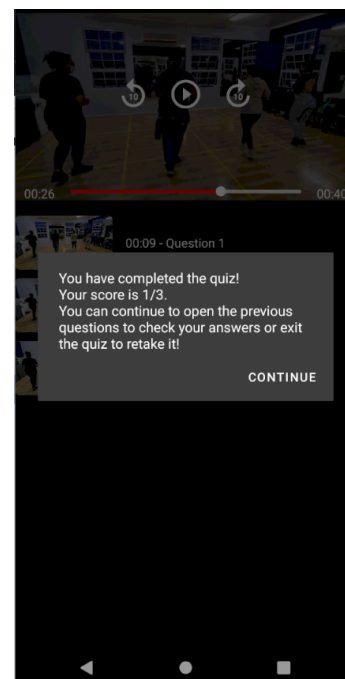 10
10
00:26
00:40
00:09 - Question 1
You have completed the quiz!
Your score is 1/3.
You can continue to open the previous
questions to check your answers or exit
the quiz to retake it!
CONTINUE